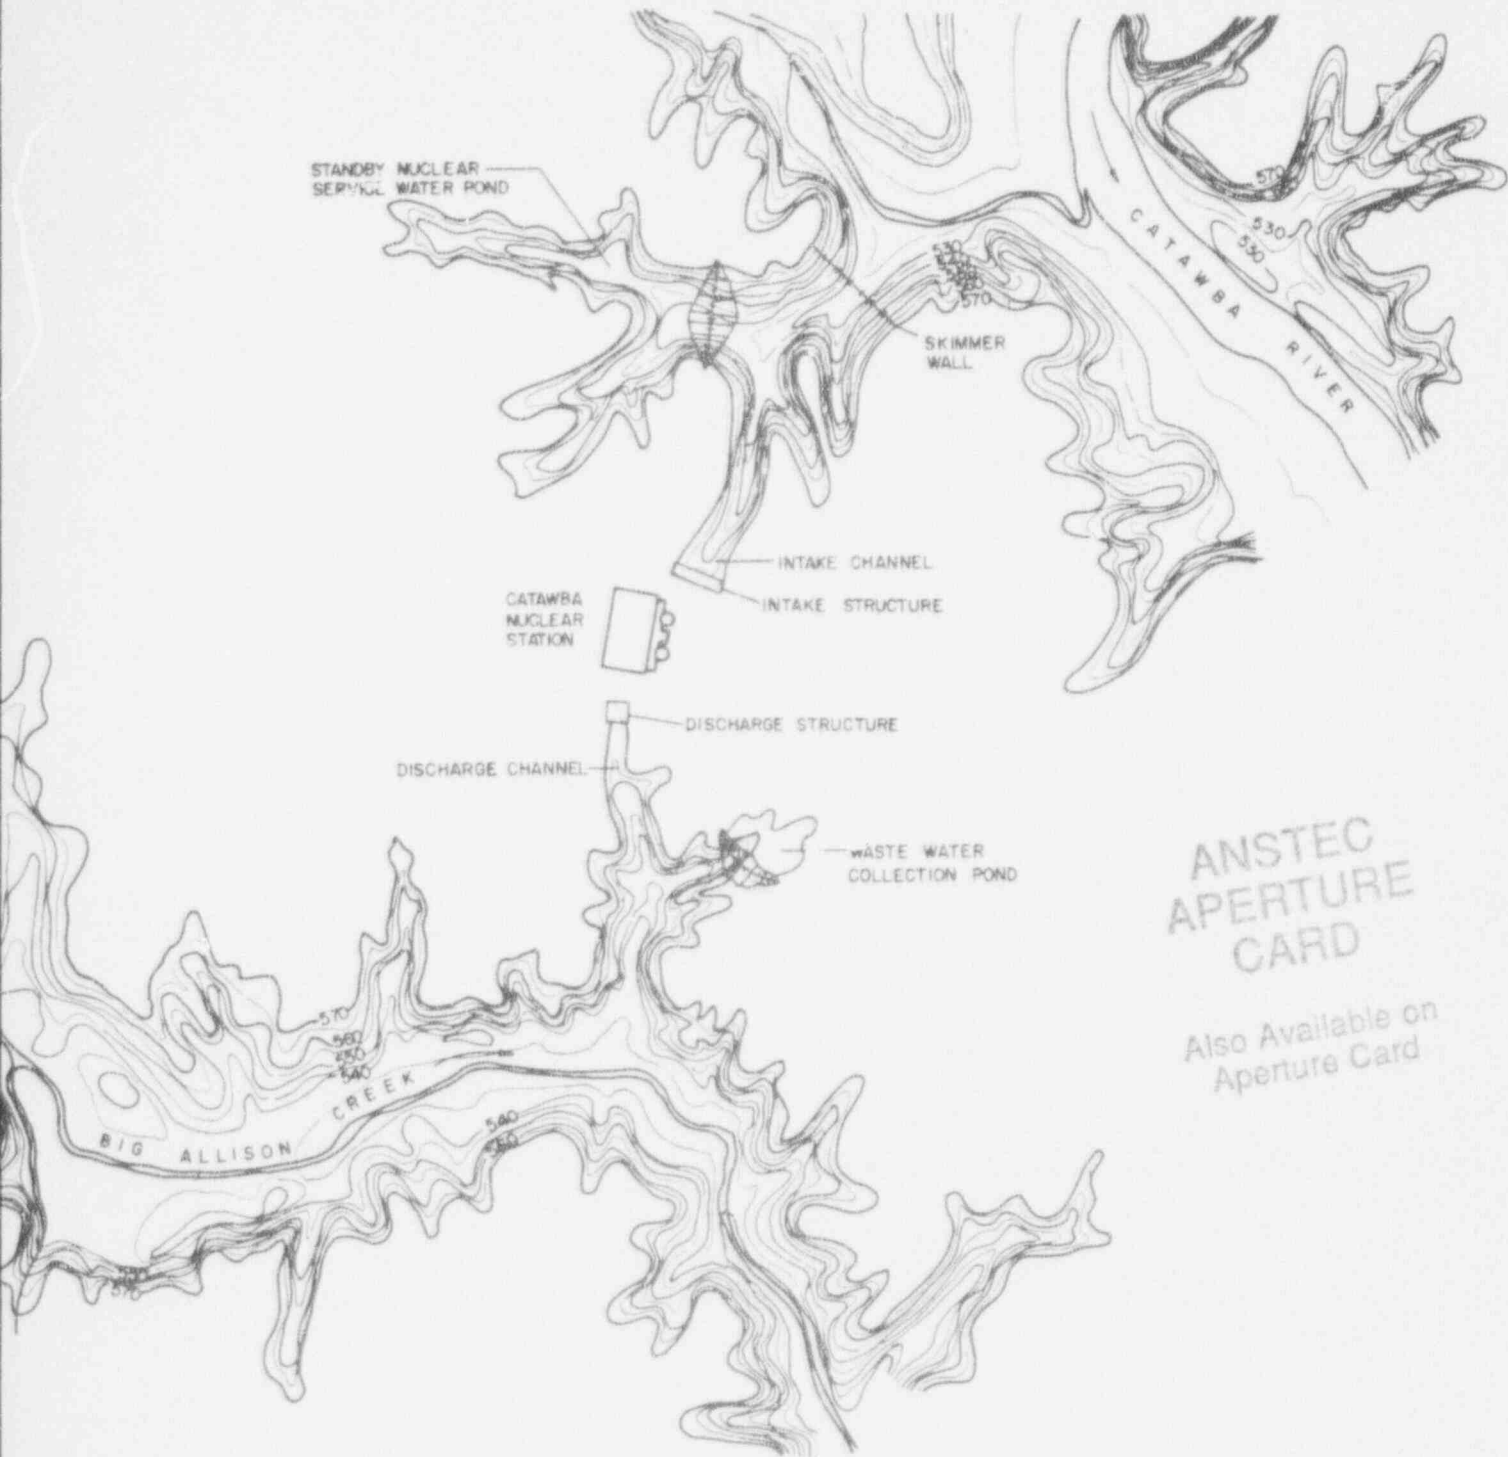 STANDBY NUCLEAR
SERVICE WATER POND
570
530
530
CATAWBA RIVER
530
570
SKIMMER
WALL
INTAKE CHANNEL
INTAKE STRUCTURE
CATAWBA
NUCLEAR
STATION
DISCHARGE STRUCTURE
DISCHARGE CHANNEL
WASTE WATER
COLLECTION POND
ANSTEC
APERTURE
CARD
Also Available on
Aperture Card
570
560
550
540
BIG ALLISON CREEK
540
570